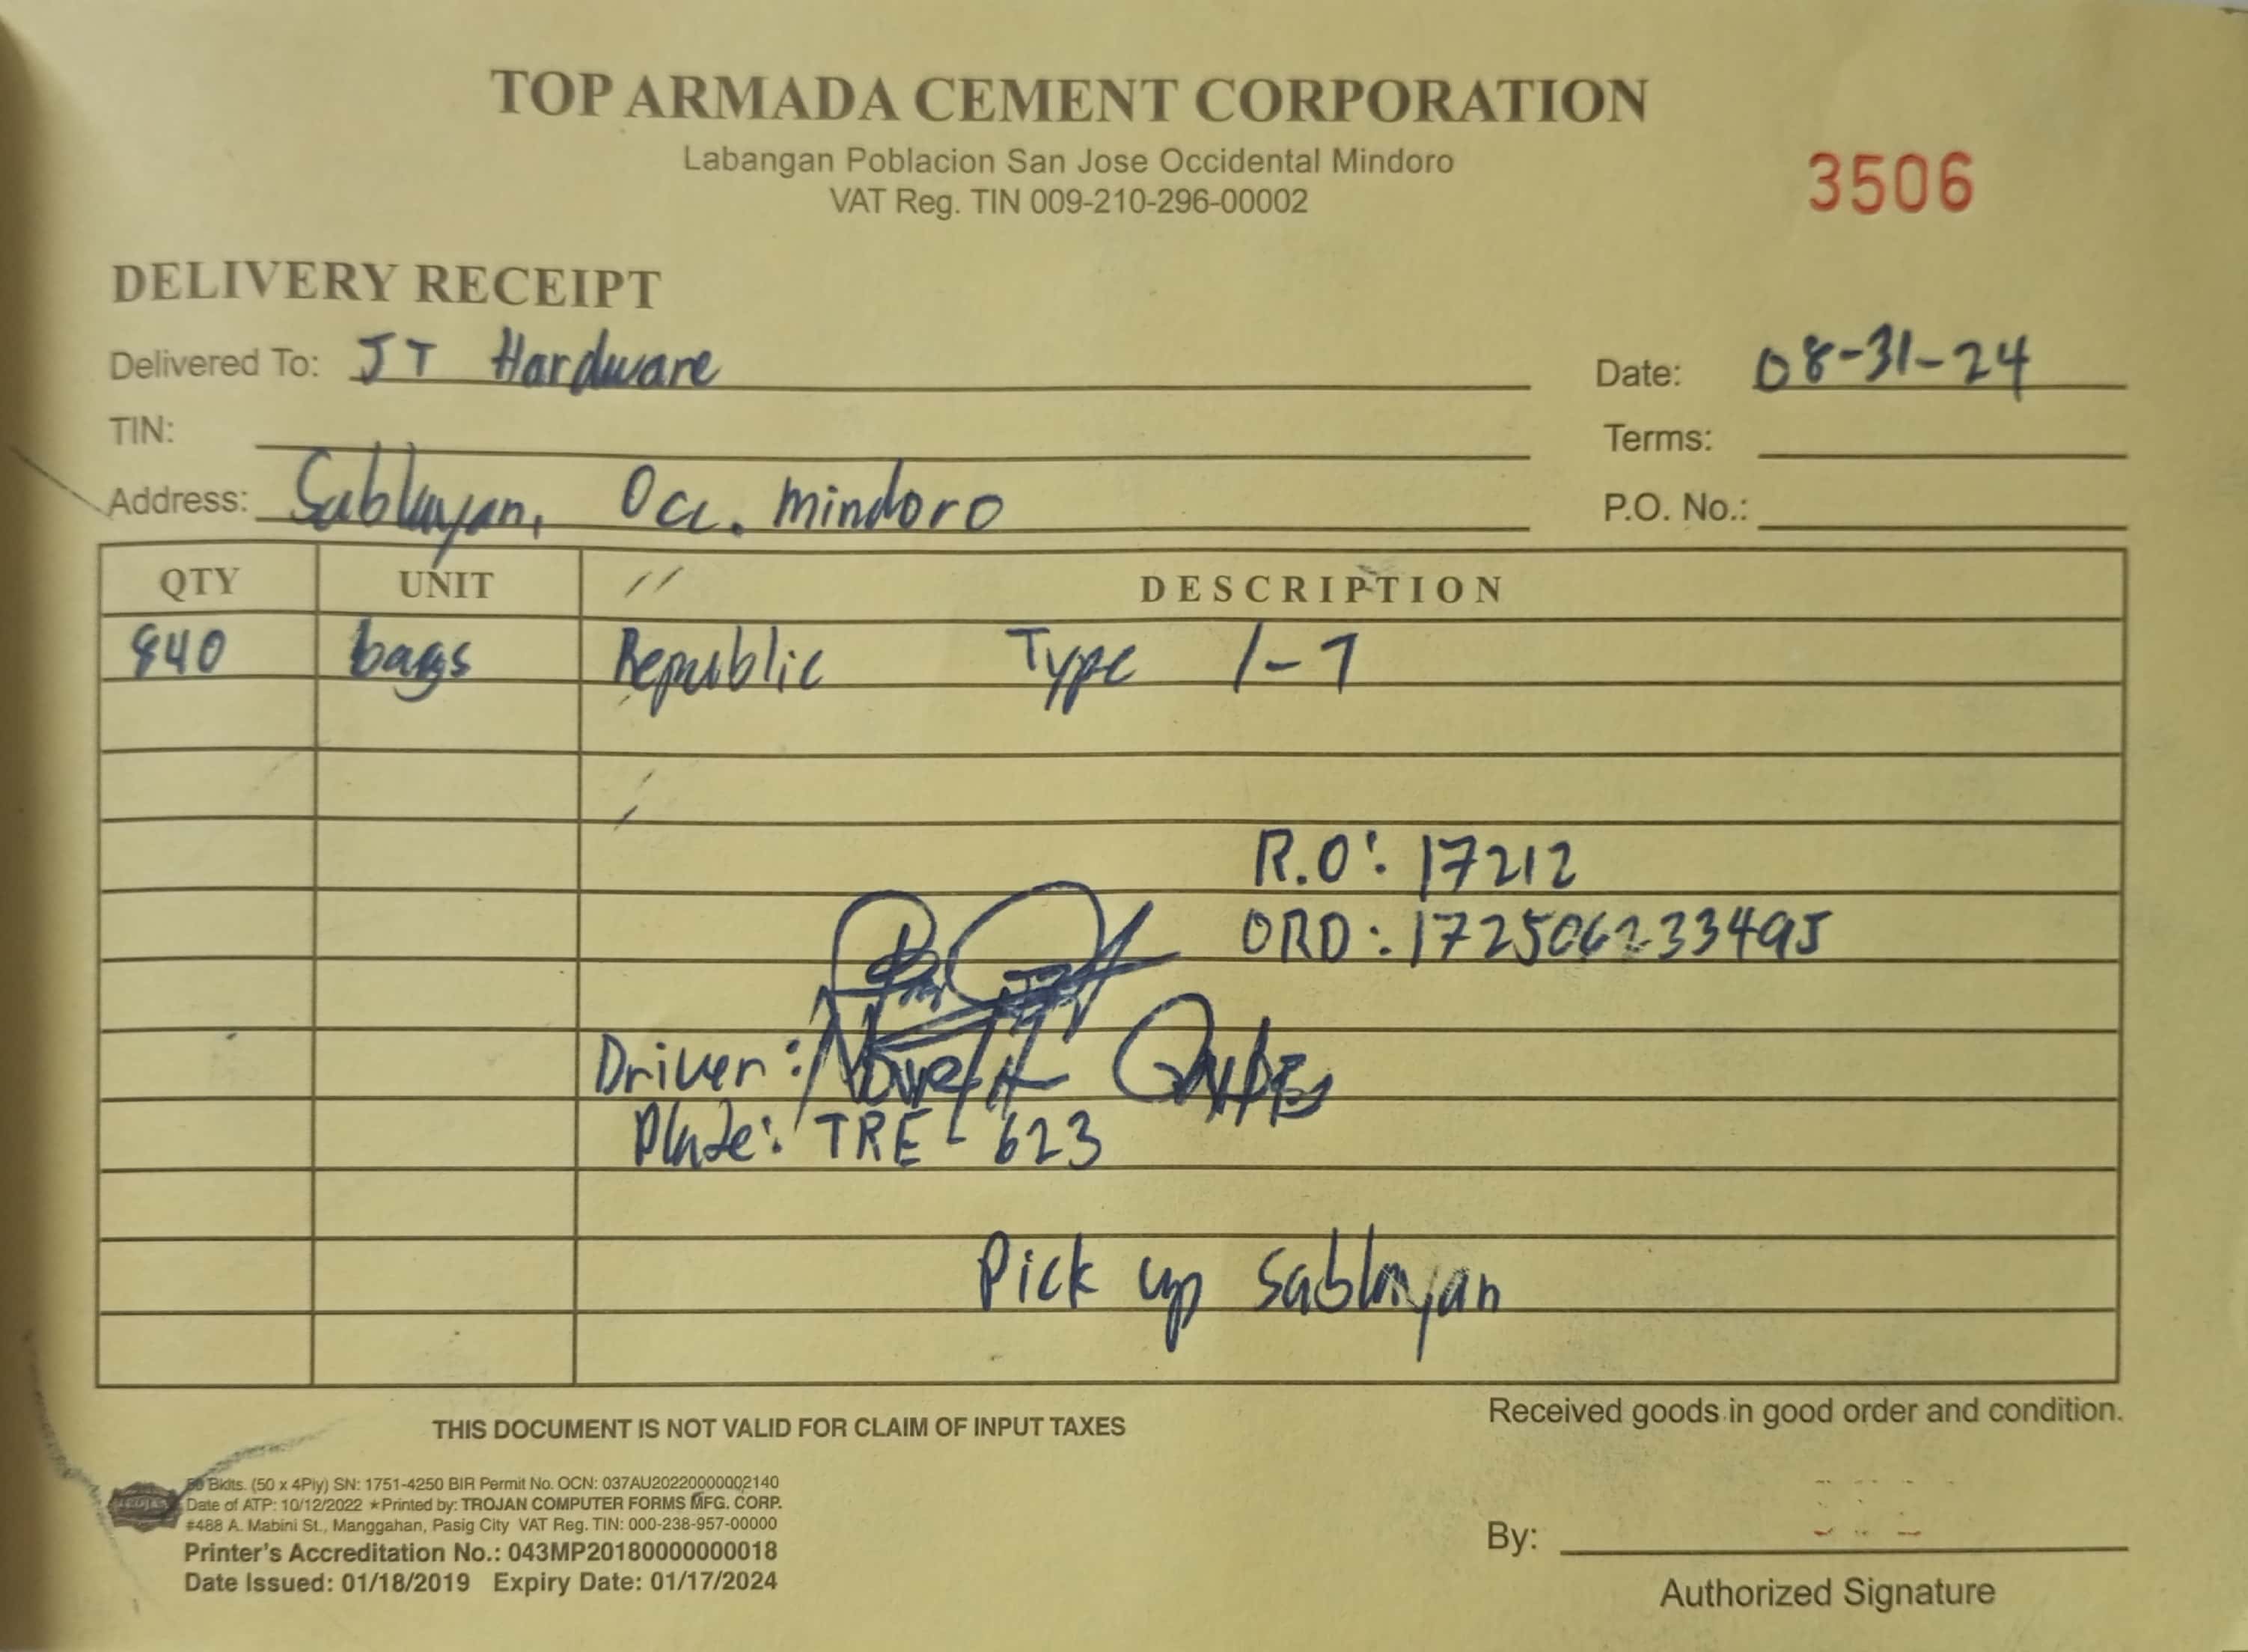 TOP ARMADA CEMENT CORPORATION
Labangan Poblacion San Jose Occidental Mindoro
VAT Reg. TIN 009-210-296-00002
3506
DELIVERY RECEIPT
Delivered To: JT Hardware
Date: 08-31-24
TIN:
Terms:
Address: Sablayan, Occ. Mindoro
P.O. No.:
QTY UNIT DESCRIPTION
840 bags Republic Type 1-T
R.O: 17212
ORD: 1725062233495
Driver:
Plate: TRE-623
Pick up Sablayan
THIS DOCUMENT IS NOT VALID FOR CLAIM OF INPUT TAXES
Received goods in good order and condition.
50 Bklts. (50 x 4Ply) SN: 1751-4250 BIR Permit No. OCN: 037AU20220000002140
Date of ATP: 10/12/2022 ★Printed by: TROJAN COMPUTER FORMS MFG. CORP.
#488 A. Mabini St., Manggahan, Pasig City VAT Reg. TIN: 000-238-957-00000
Printer's Accreditation No.: 043MP20180000000018
Date Issued: 01/18/2019 Expiry Date: 01/17/2024
By:
Authorized Signature